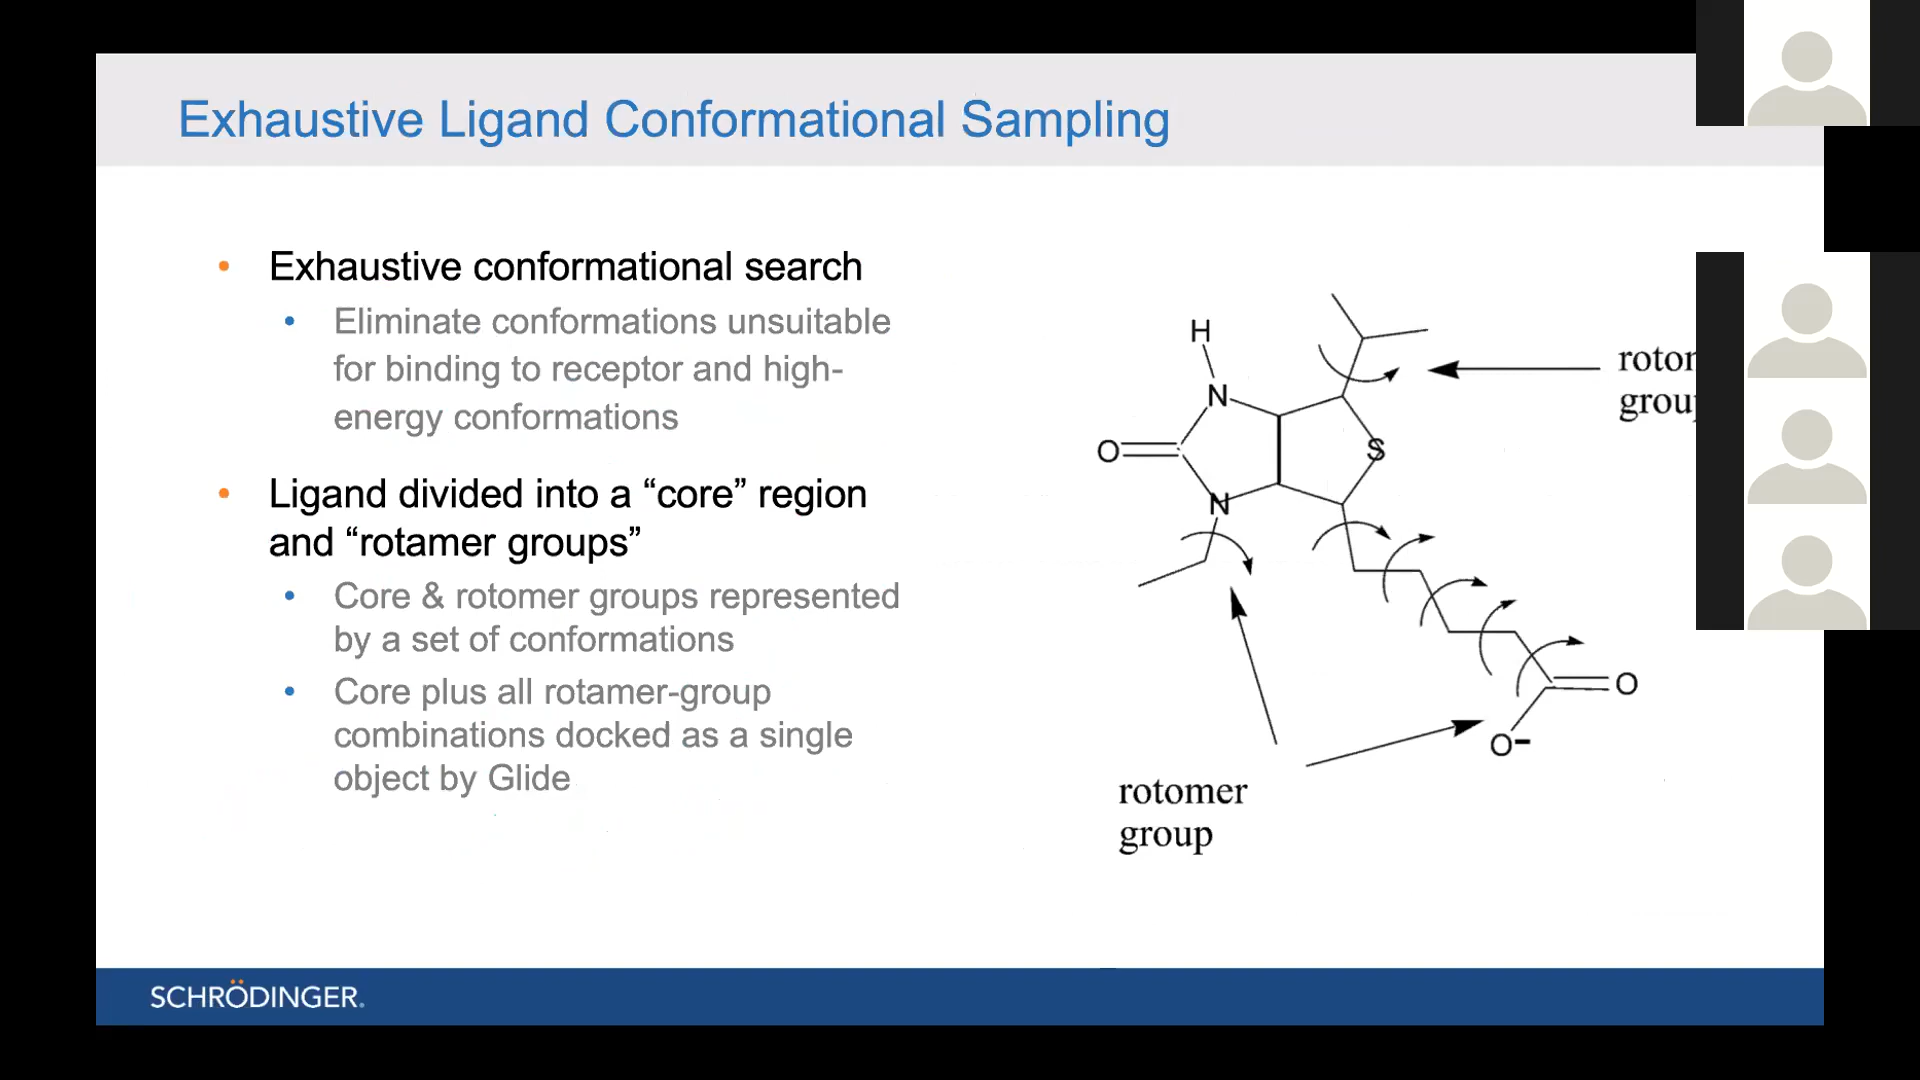 Exhaustive Ligand Conformational Sampling
• Exhaustive conformational search
• Eliminate conformations unsuitable
for binding to receptor and high-
energy conformations
• Ligand divided into a “core” region
and “rotamer groups”
• Core & rotomer groups represented
by a set of conformations
• Core plus all rotamer-group
combinations docked as a single
object by Glide
H
N
O
S
N
O
O−
rotomer
group
SCHRÖDINGER.